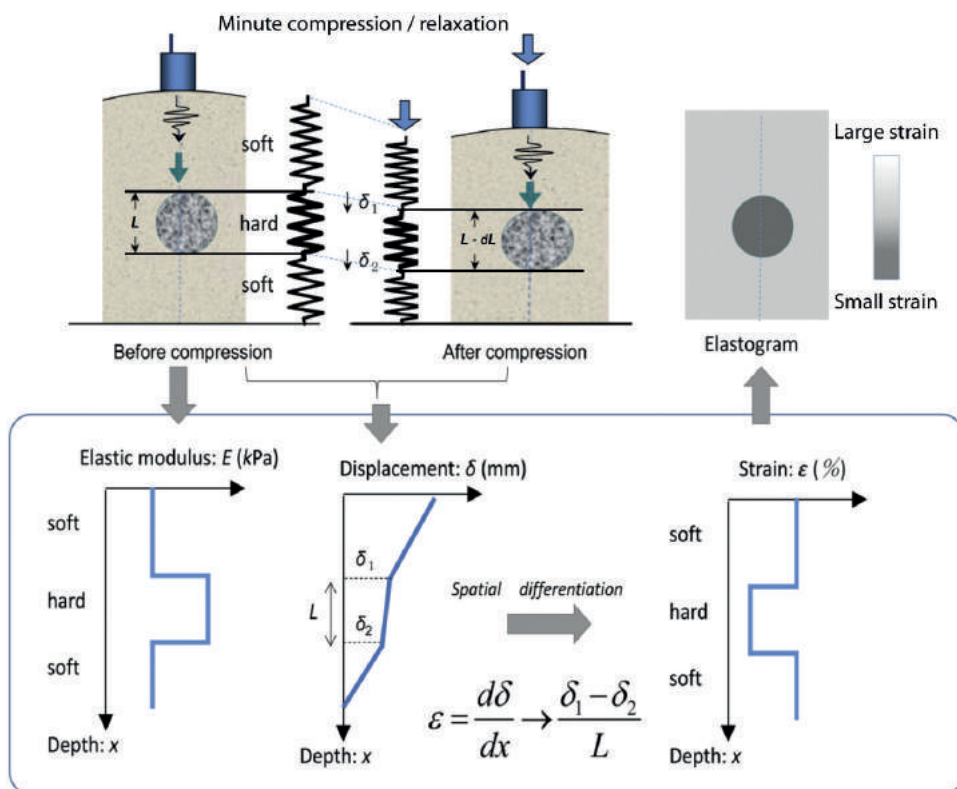 Minute compression / relaxation
soft
hard
soft
L
δ1
δ2
L - dL
Before compression
After compression
Large strain
Small strain
Elastogram
Elastic modulus: E (kPa)
soft
hard
soft
Depth: x
Displacement: δ (mm)
δ1
L
δ2
Depth: x
Spatial differentiation
ε = dδ/dx → (δ1 − δ2)/L
Strain: ε (%)
soft
hard
soft
Depth: x